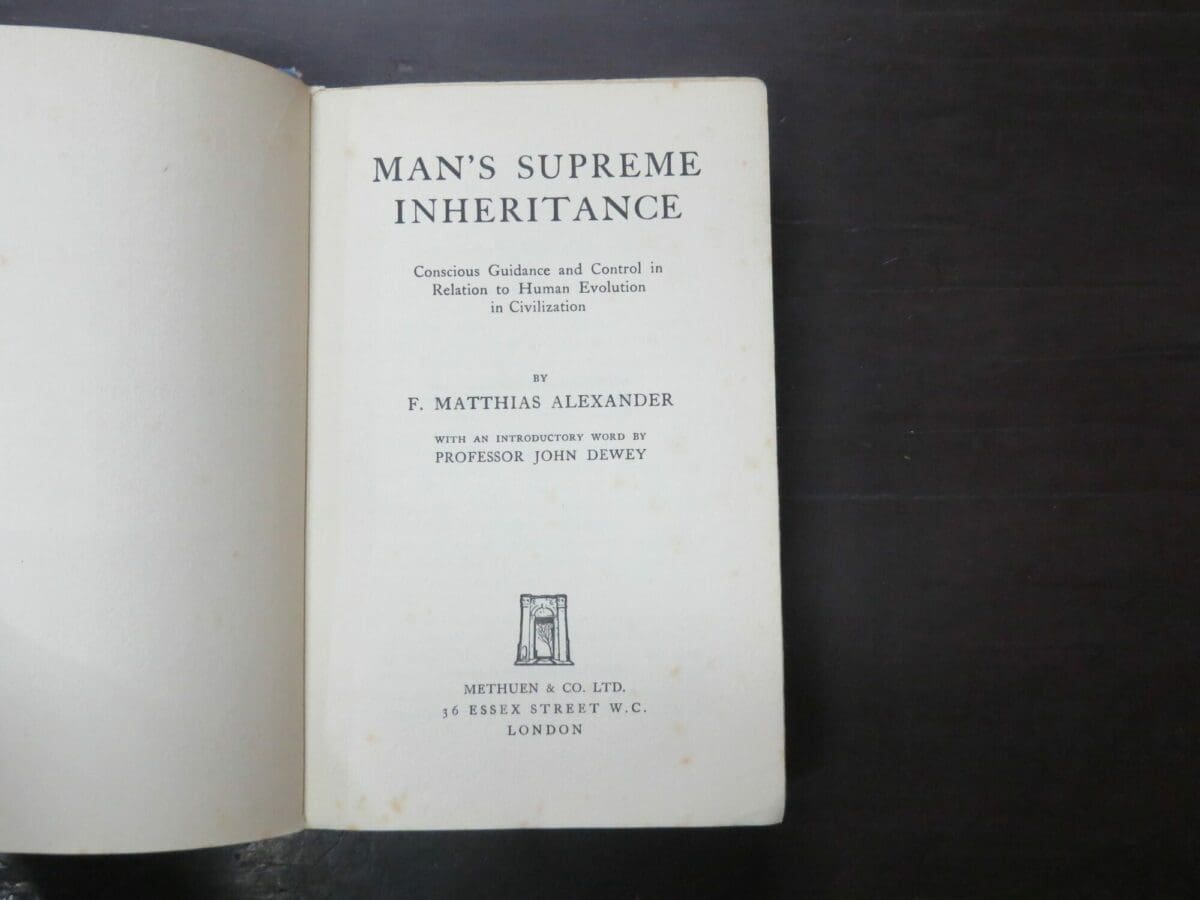 MAN'S SUPREME
INHERITANCE
Conscious Guidance and Control in
Relation to Human Evolution
in Civilization
BY
F. MATTHIAS ALEXANDER
WITH AN INTRODUCTORY WORD BY
PROFESSOR JOHN DEWEY
METHUEN & CO. LTD.
36 ESSEX STREET W.C.
LONDON